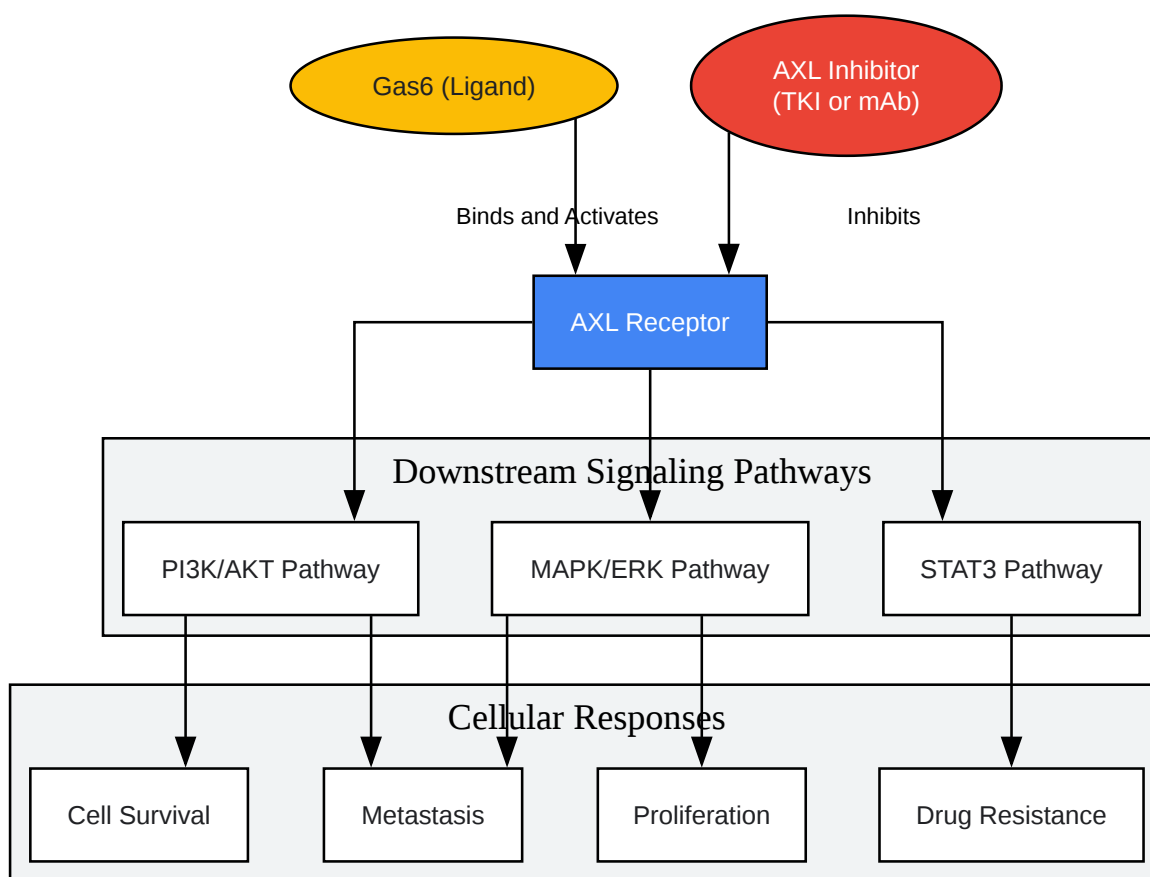 Gas6 (Ligand)
AXL Inhibitor
(TKI or mAb)
Binds and Activates
Inhibits
AXL Receptor
Downstream Signaling Pathways
PI3K/AKT Pathway
MAPK/ERK Pathway
STAT3 Pathway
Cellular Responses
Cell Survival
Metastasis
Proliferation
Drug Resistance